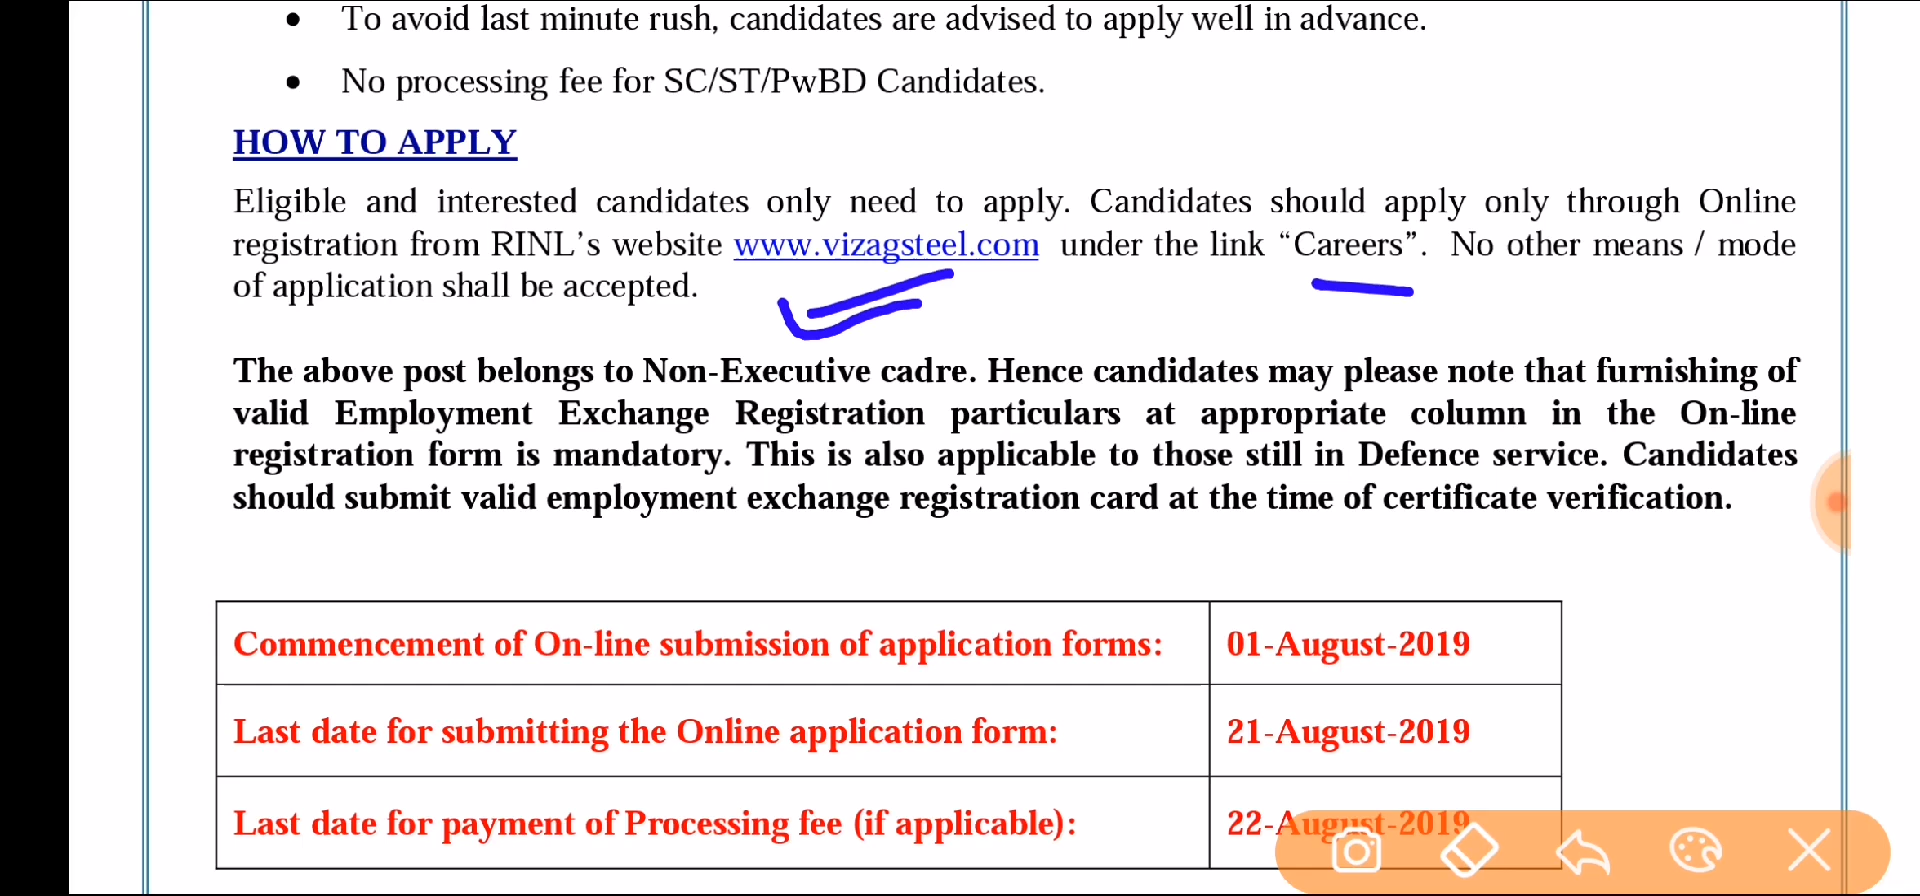 • To avoid last minute rush, candidates are advised to apply well in advance.
• No processing fee for SC/ST/PwBD Candidates.
HOW TO APPLY
Eligible and interested candidates only need to apply. Candidates should apply only through Online
registration from RINL’s website www.vizagsteel.com under the link “Careers”. No other means / mode
of application shall be accepted.
The above post belongs to Non-Executive cadre. Hence candidates may please note that furnishing of
valid Employment Exchange Registration particulars at appropriate column in the On-line
registration form is mandatory. This is also applicable to those still in Defence service. Candidates
should submit valid employment exchange registration card at the time of certificate verification.
Commencement of On-line submission of application forms: 01-August-2019
Last date for submitting the Online application form: 21-August-2019
Last date for payment of Processing fee (if applicable): 22-August-2019